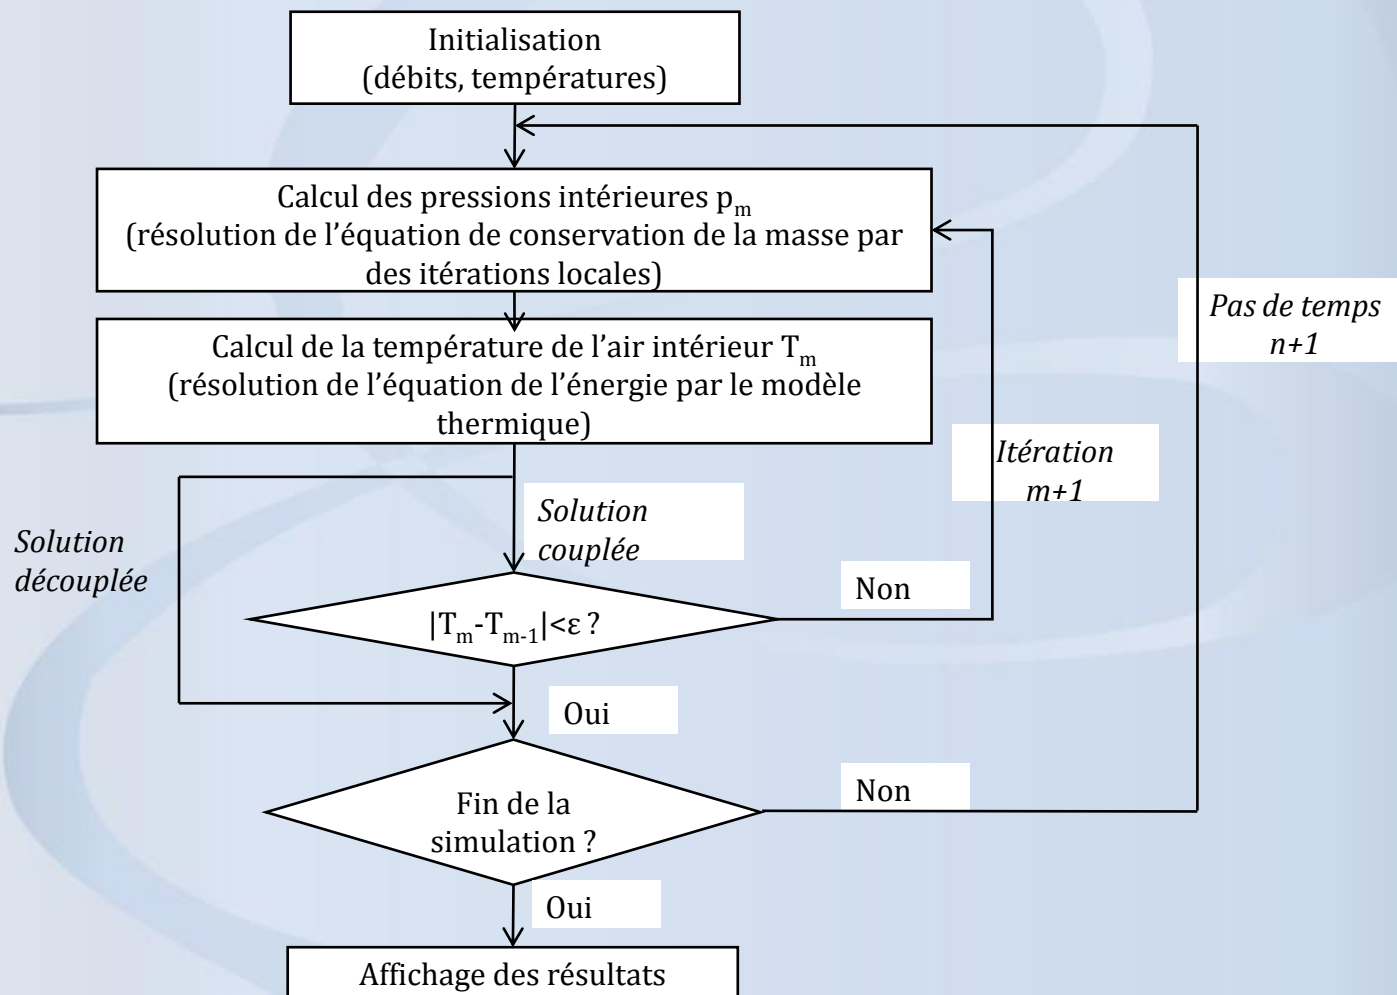 Initialisation
(débits, températures)
Calcul des pressions intérieures pₘ
(résolution de l’équation de conservation de la masse par
des itérations locales)
Pas de temps
n+1
Calcul de la température de l’air intérieur Tₘ
(résolution de l’équation de l’énergie par le modèle
thermique)
Itération
m+1
Solution
couplée
Solution
découplée
Non
|Tₘ-Tₘ₋₁|<ε ?
Oui
Non
Fin de la
simulation ?
Oui
Affichage des résultats